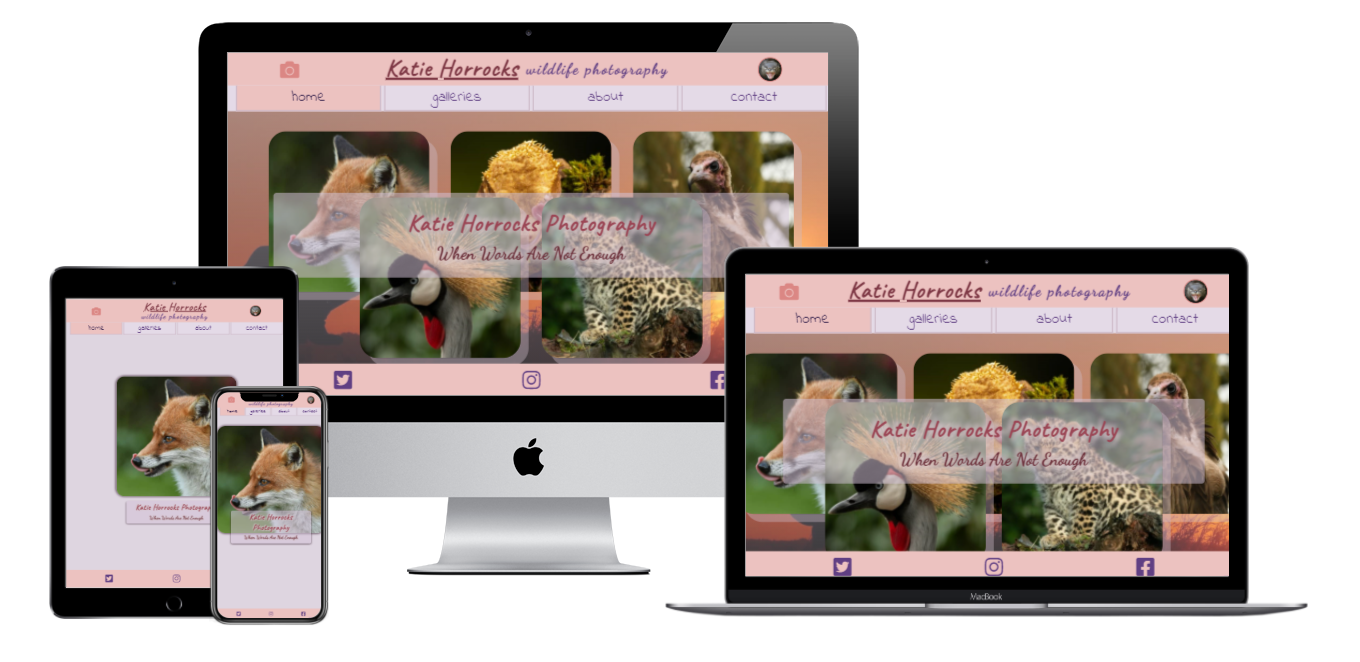 Katie Horrocks wildlife photography
home galleries about contact
Katie Horrocks Photography
When Words Are Not Enough
Katie Horrocks wildlife photography
home galleries about contact
Katie Horrocks Photography
When Words Are Not Enough
MacBook
Katie Horrocks
wildlife photography
home galleries about contact
Katie Horrocks
When Words Are Not Enough
wildlife photography
home galleries about contact
Katie Horrocks
Photography
When Words Are Not Enough